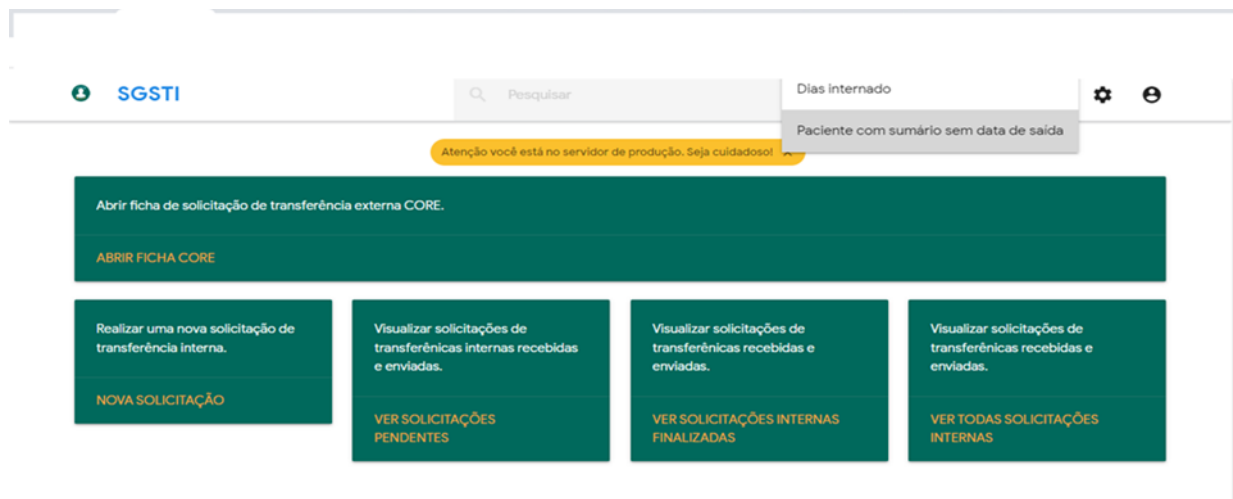 SGSTI
Pesquisar
Dias internado
Paciente com sumário sem data de saída
Atenção você está no servidor de produção. Seja cuidadoso!
Abrir ficha de solicitação de transferência externa CORE.
ABRIR FICHA CORE
Realizar uma nova solicitação de
transferência interna.
NOVA SOLICITAÇÃO
Visualizar solicitações de
transferênicas internas recebidas
e enviadas.
VER SOLICITAÇÕES
PENDENTES
Visualizar solicitações de
transferênicas recebidas e
enviadas.
VER SOLICITAÇÕES INTERNAS
FINALIZADAS
Visualizar solicitações de
transferênicas recebidas e
enviadas.
VER TODAS SOLICITAÇÕES
INTERNAS